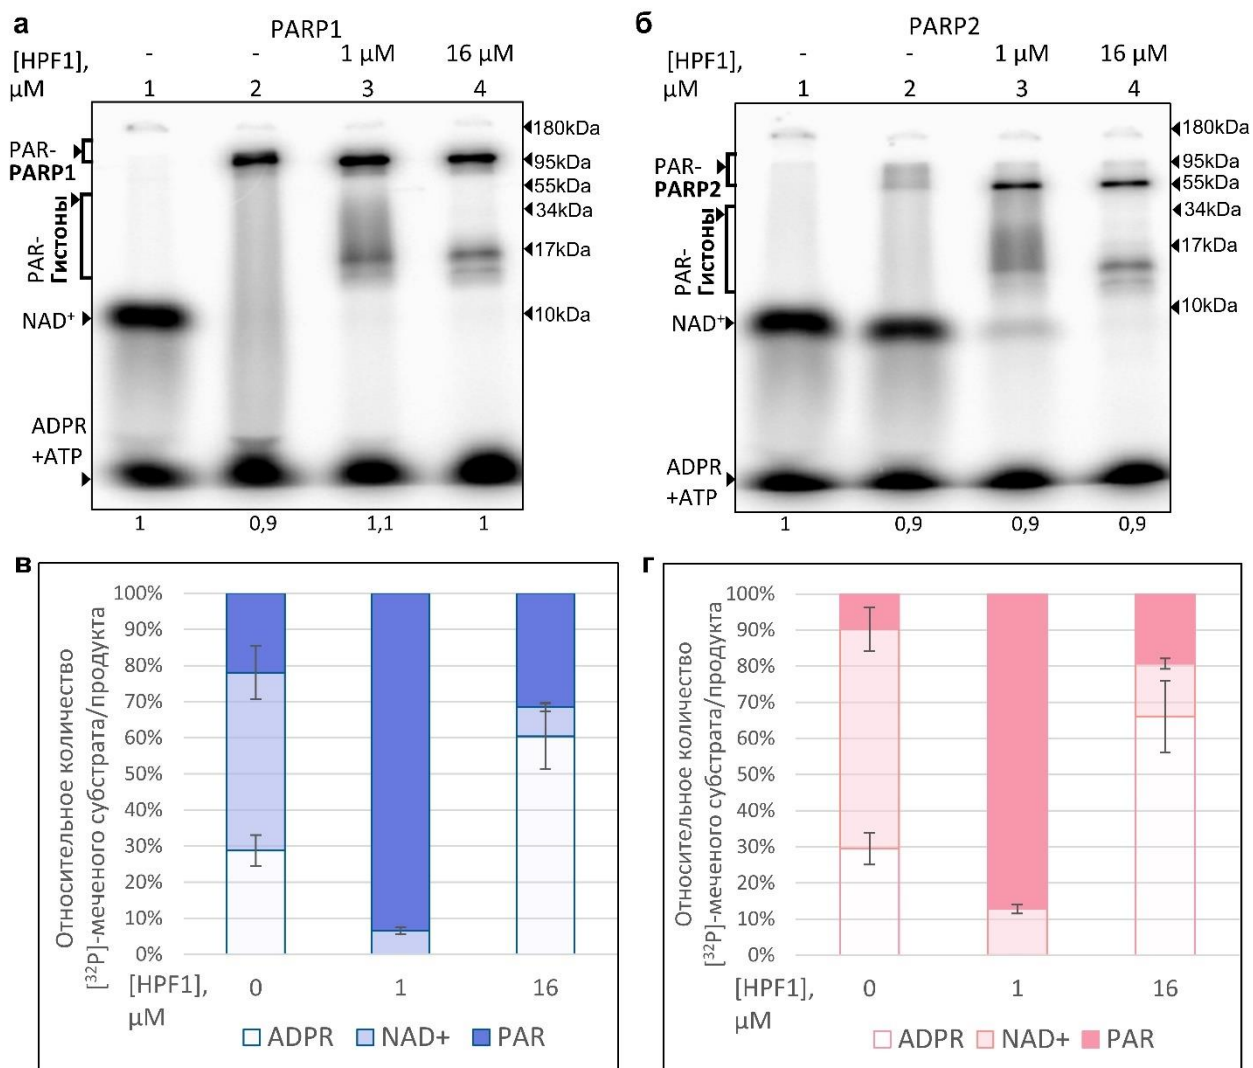 а
PARP1
[HPF1],
μM
- - 1 μM 16 μM
1 2 3 4
PAR-
PARP1
PAR-
Гистоны
NAD⁺
ADPR
+ATP
180kDa
95kDa
55kDa
34kDa
17kDa
10kDa
1 0,9 1,1 1
б
PARP2
[HPF1],
μM
- - 1 μM 16 μM
1 2 3 4
PAR-
PARP2
PAR-
Гистоны
NAD⁺
ADPR
+ATP
180kDa
95kDa
55kDa
34kDa
17kDa
10kDa
1 0,9 0,9 0,9
в
Относительное количество
[³²P]-меченого субстрата/продукта
100%
90%
80%
70%
60%
50%
40%
30%
20%
10%
0%
[HPF1],
μM
0 1 16
ADPR NAD+ PAR
г
Относительное количество
[³²P]-меченого субстрата/продукта
100%
90%
80%
70%
60%
50%
40%
30%
20%
10%
0%
[HPF1],
μM
0 1 16
ADPR NAD+ PAR